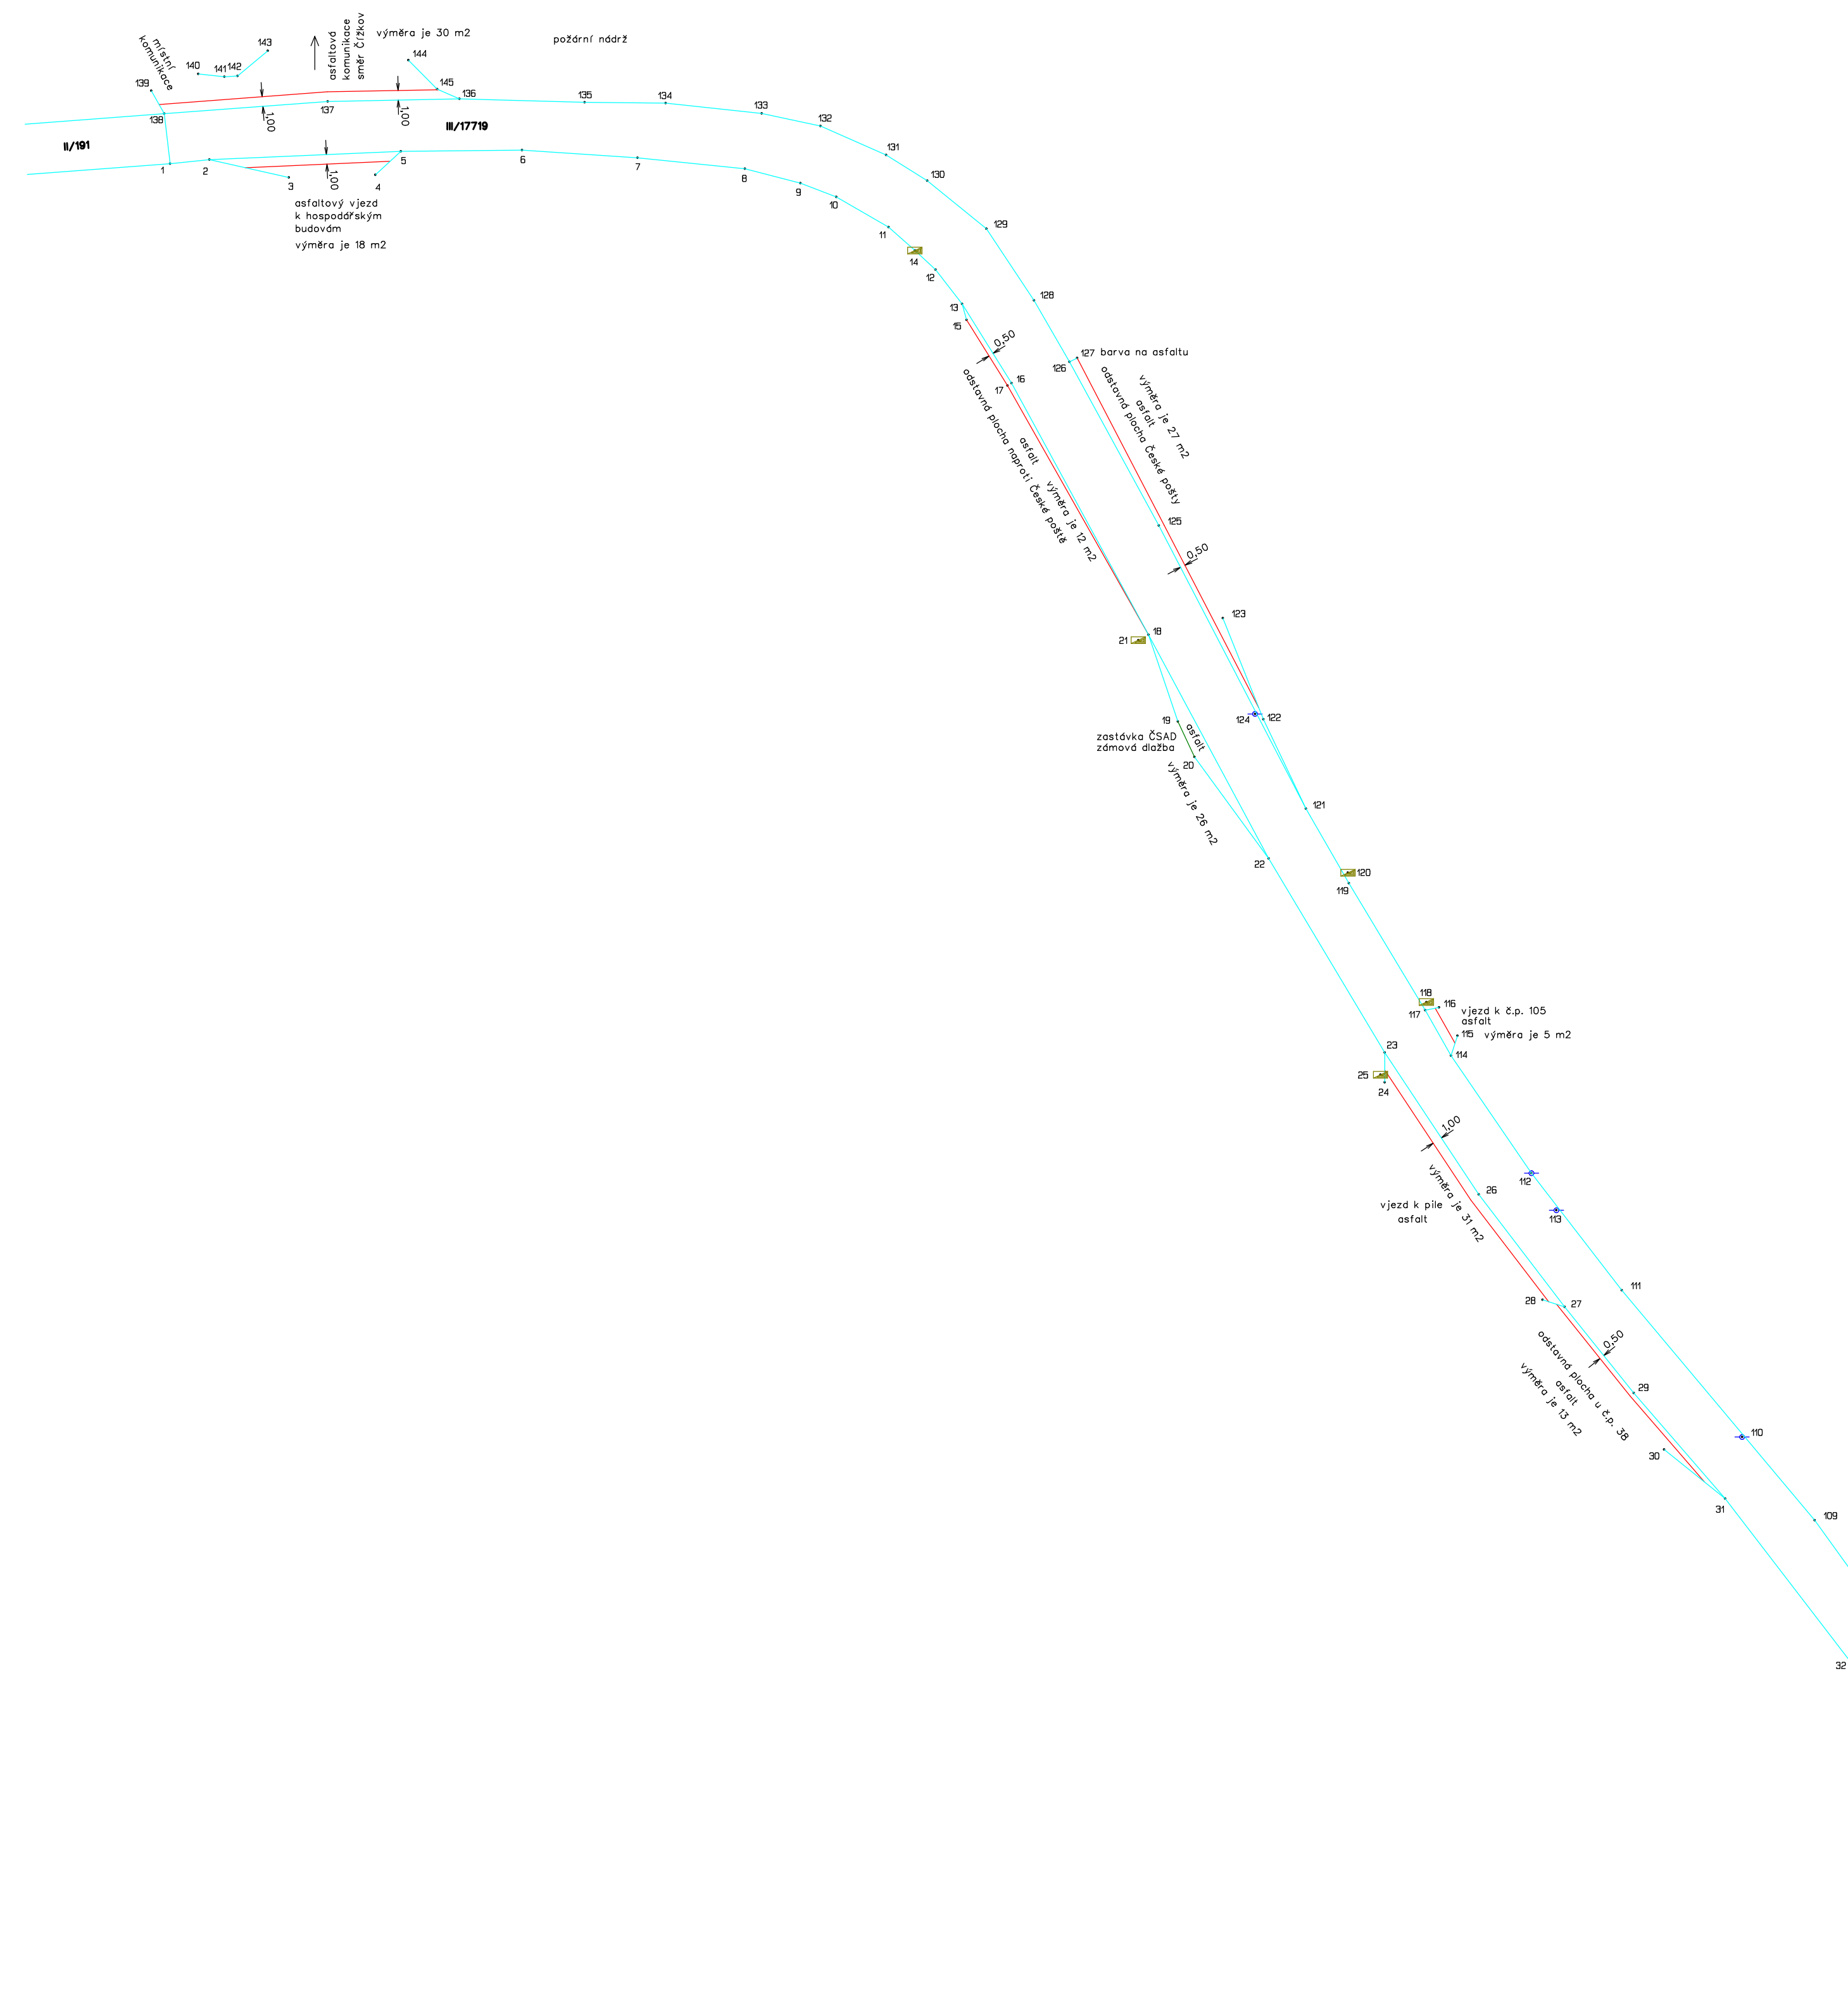 143
místní
komunikace
asfaltová
komunikace
směr Čížkov
výměra je 30 m2
požární nádrž
144
140
141
142
139
145
136
135
134
133
132
131
130
129
128
138
137
1,00
1,00
III/17719
II/191
1
2
3
4
5
6
7
8
9
10
11
1,00
asfaltový vjezd
k hospodářským
budovám
výměra je 18 m2
14
12
13
15
0,50
16
17
126
127
barva na asfaltu
odstavná plocha České pošty
asfalt
výměra je 27 m2
odstavná plocha naproti České poště
asfalt
výměra je 12 m2
125
0,50
123
18
21
19
124
122
zastávka ČSAD
zámová dlažba
asfalt
20
výměra je 26 m2
121
22
120
119
118
116
117
vjezd k č.p. 105
asfalt
115
výměra je 5 m2
114
23
25
24
1,00
112
113
26
výměra je 31 m2
vjezd k pile
asfalt
111
28
27
0,50
odstavná plocha u č.p. 38
asfalt
výměra je 13 m2
29
30
110
31
109
32